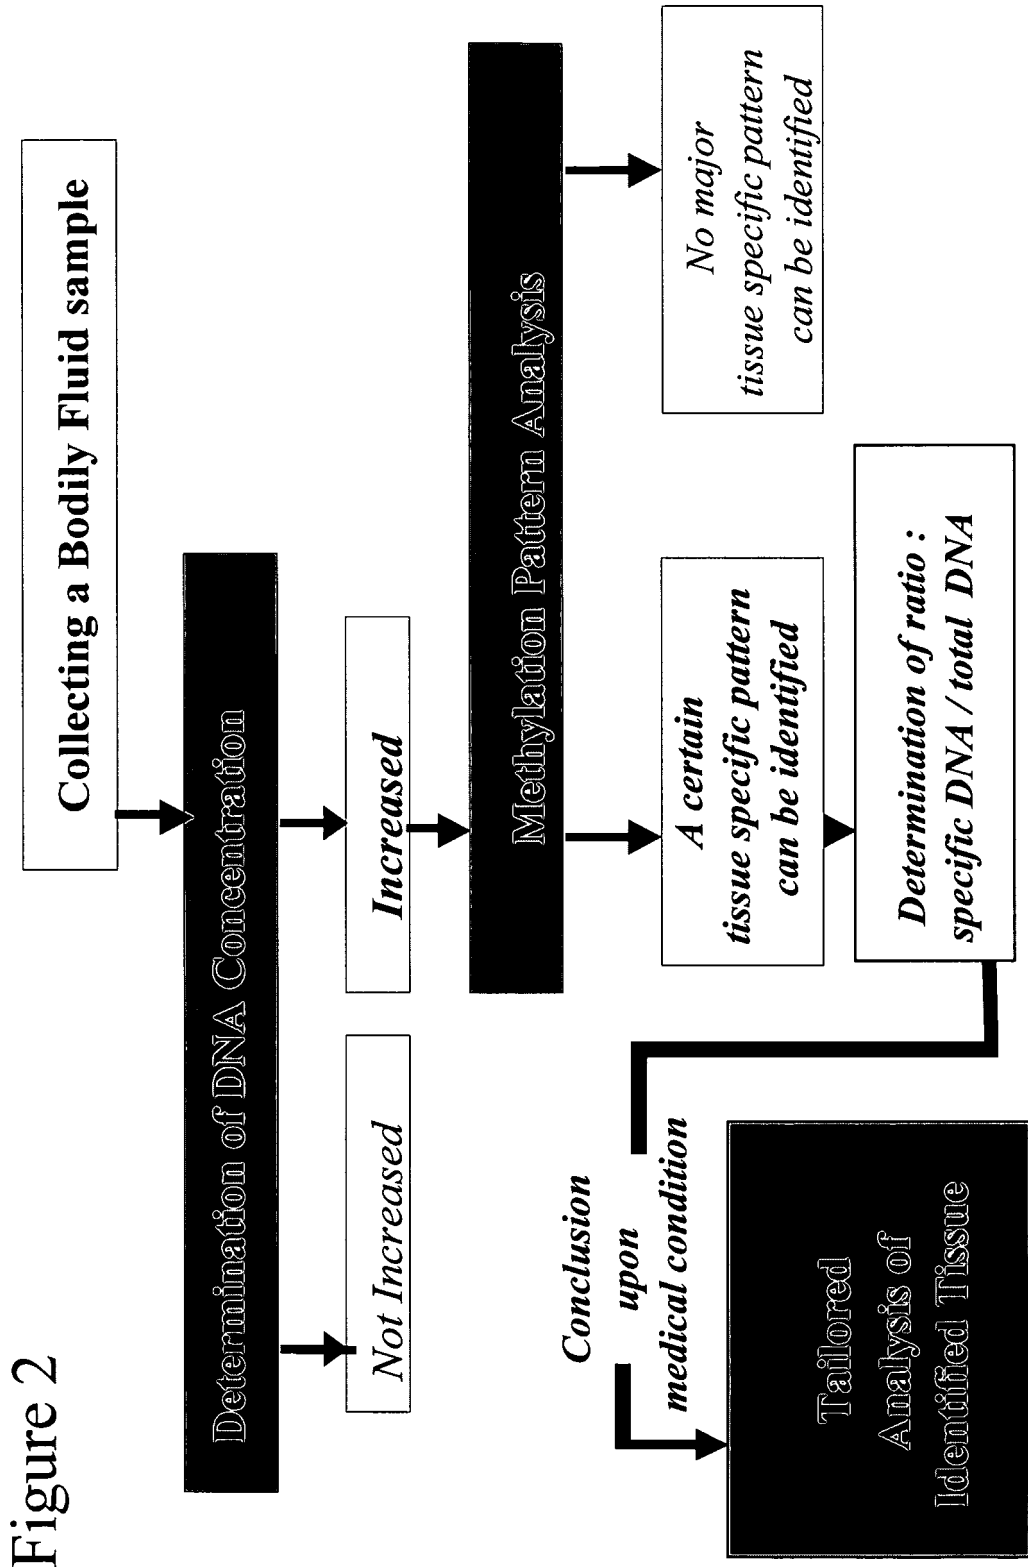 Figure 2
Collecting a Bodily Fluid sample
Determination of DNA Concentration
Not Increased
Increased
Methylation Pattern Analysis
A certain
tissue specific pattern
can be identified
No major
tissue specific pattern
can be identified
Determination of ratio :
specific DNA / total DNA
Conclusion
upon
medical condition
Tailored
Analysis of
Identified Tissue